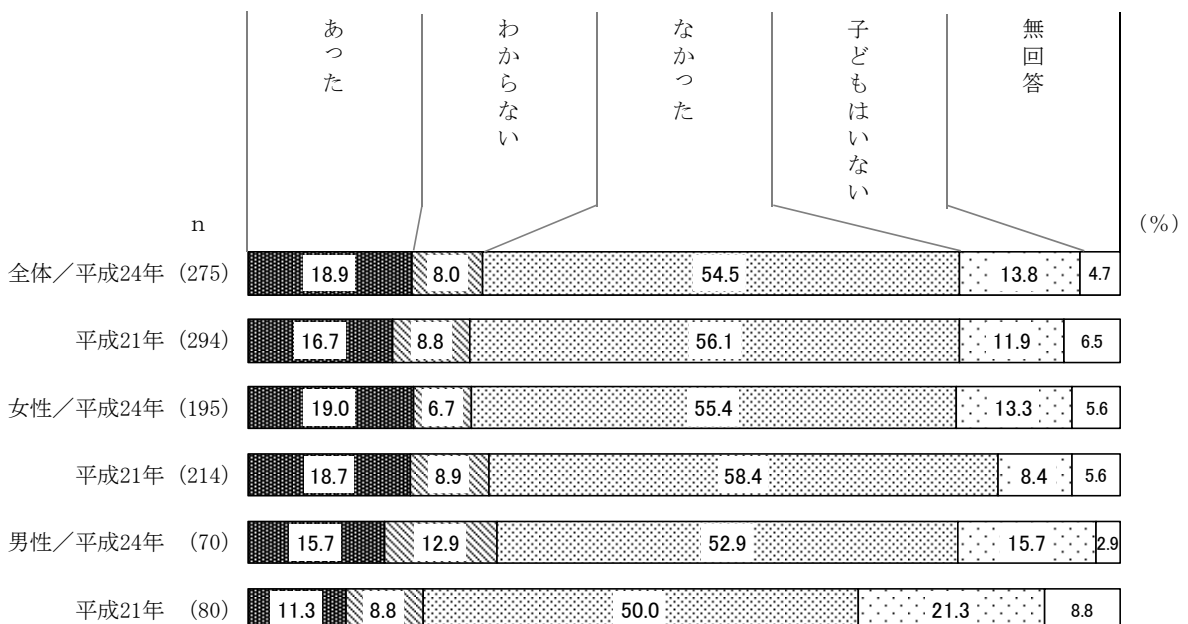 あった
わからない
なかった
子どもはいない
無回答
n
(%)
全体／平成24年 (275) 18.9 8.0 54.5 13.8 4.7
平成21年 (294) 16.7 8.8 56.1 11.9 6.5
女性／平成24年 (195) 19.0 6.7 55.4 13.3 5.6
平成21年 (214) 18.7 8.9 58.4 8.4 5.6
男性／平成24年 (70) 15.7 12.9 52.9 15.7 2.9
平成21年 (80) 11.3 8.8 50.0 21.3 8.8